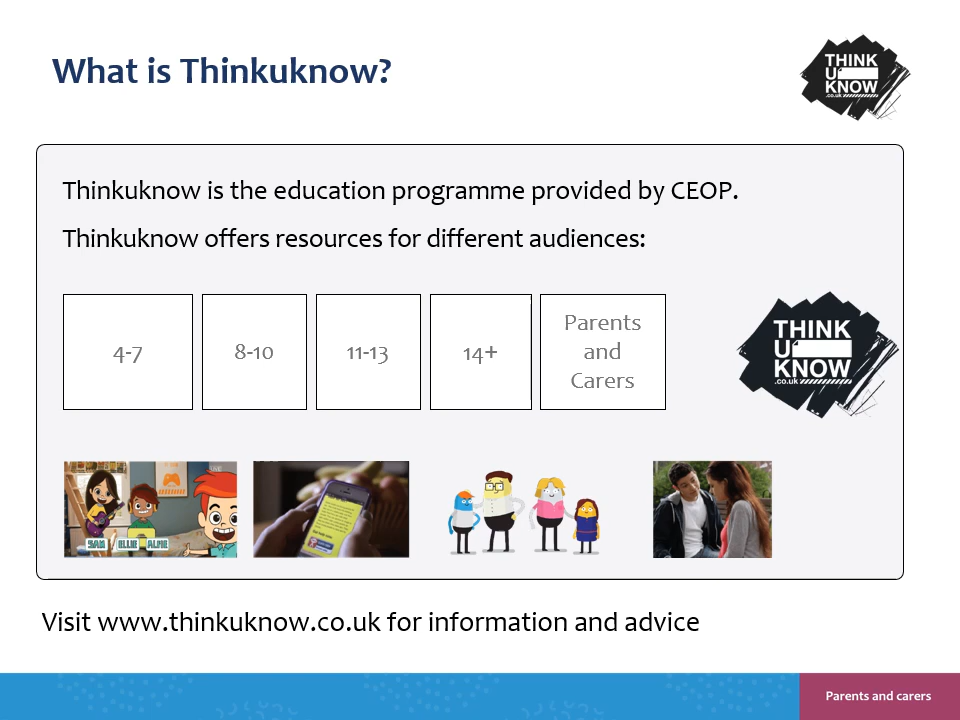 What is Thinkuknow?
THINK
U
KNOW
.co.uk
Thinkuknow is the education programme provided by CEOP.
Thinkuknow offers resources for different audiences:
4-7
8-10
11-13
14+
Parents
and
Carers
THINK
U
KNOW
.co.uk
SAM
ELLIE
ALFIE
Visit www.thinkuknow.co.uk for information and advice
Parents and carers